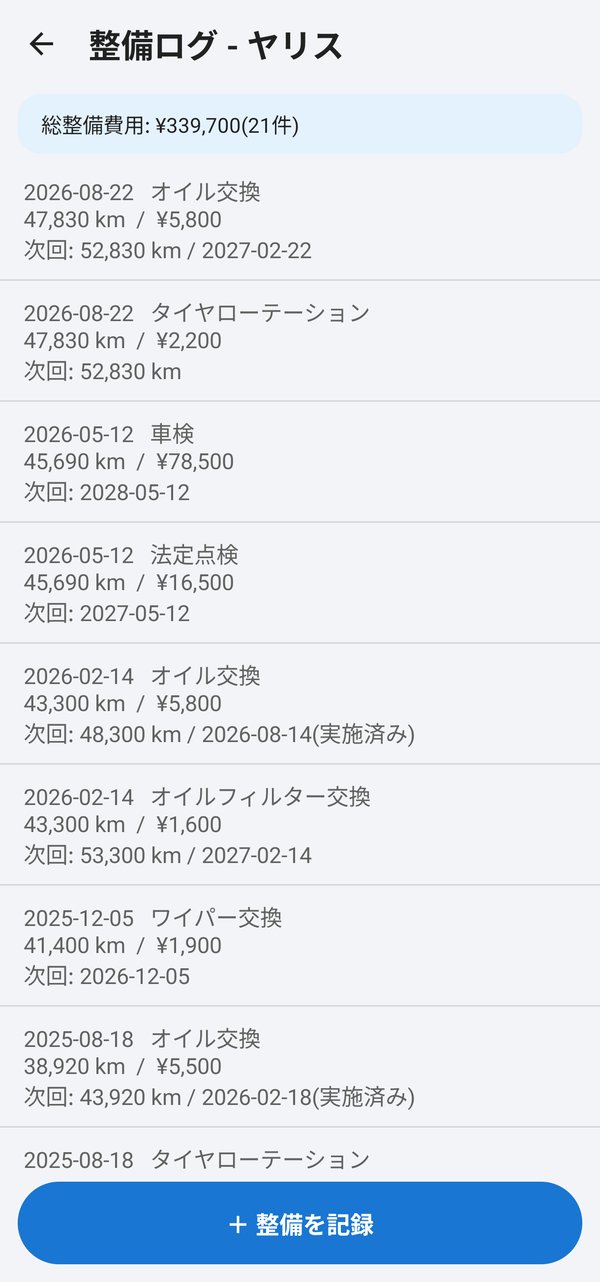 整備ログ - ヤリス
総整備費用: ¥339,700(21件)
2026-08-22 オイル交換
47,830 km / ¥5,800
次回: 52,830 km / 2027-02-22
2026-08-22 タイヤローテーション
47,830 km / ¥2,200
次回: 52,830 km
2026-05-12 車検
45,690 km / ¥78,500
次回: 2028-05-12
2026-05-12 法定点検
45,690 km / ¥16,500
次回: 2027-05-12
2026-02-14 オイル交換
43,300 km / ¥5,800
次回: 48,300 km / 2026-08-14(実施済み)
2026-02-14 オイルフィルター交換
43,300 km / ¥1,600
次回: 53,300 km / 2027-02-14
2025-12-05 ワイパー交換
41,400 km / ¥1,900
次回: 2026-12-05
2025-08-18 オイル交換
38,920 km / ¥5,500
次回: 43,920 km / 2026-02-18(実施済み)
2025-08-18 タイヤローテーション
+ 整備を記録